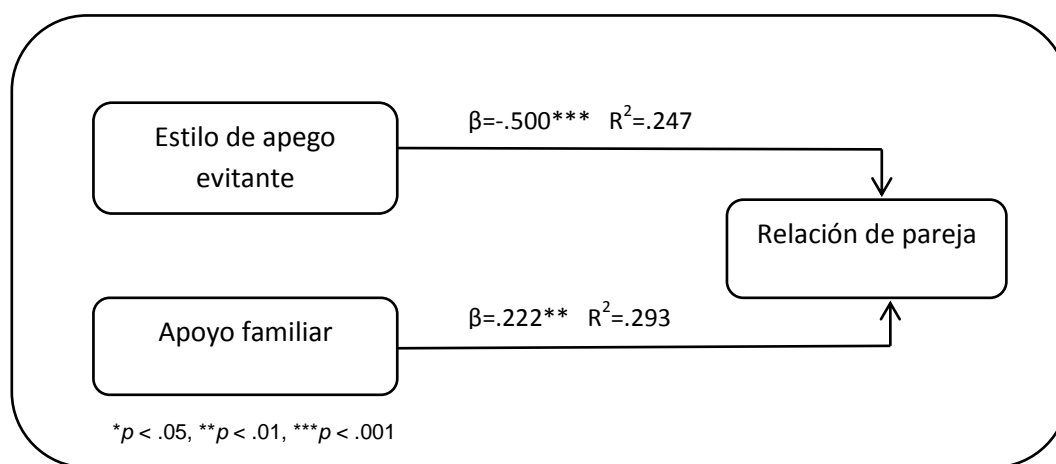 Estilo de apego
evitante
β=-.500*** R²=.247
Relación de pareja
Apoyo familiar
β=.222** R²=.293
*p < .05, **p < .01, ***p < .001